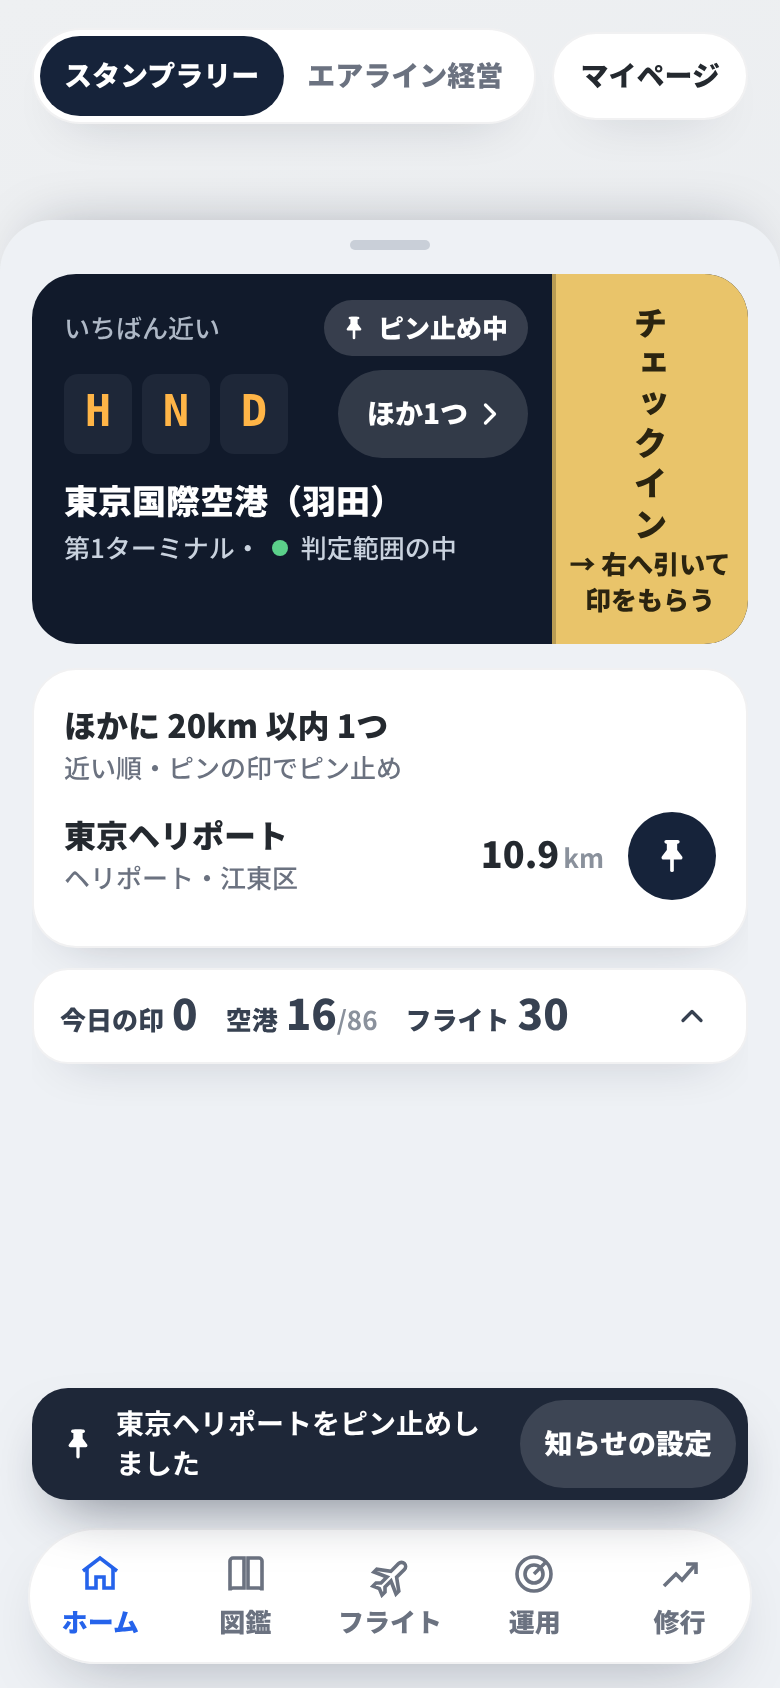 スタンプラリー
エアライン経営
マイページ
いちばん近い
ピン止め中
H N D
ほか1つ
東京国際空港（羽田）
第1ターミナル・ 判定範囲の中
チェックイン
→ 右へ引いて
印をもらう
ほかに 20km 以内 1つ
近い順・ピンの印でピン止め
東京ヘリポート
ヘリポート・江東区
10.9 km
今日の印 0 空港 16/86 フライト 30
東京ヘリポートをピン止めし
ました
知らせの設定
ホーム
図鑑
フライト
運用
修行